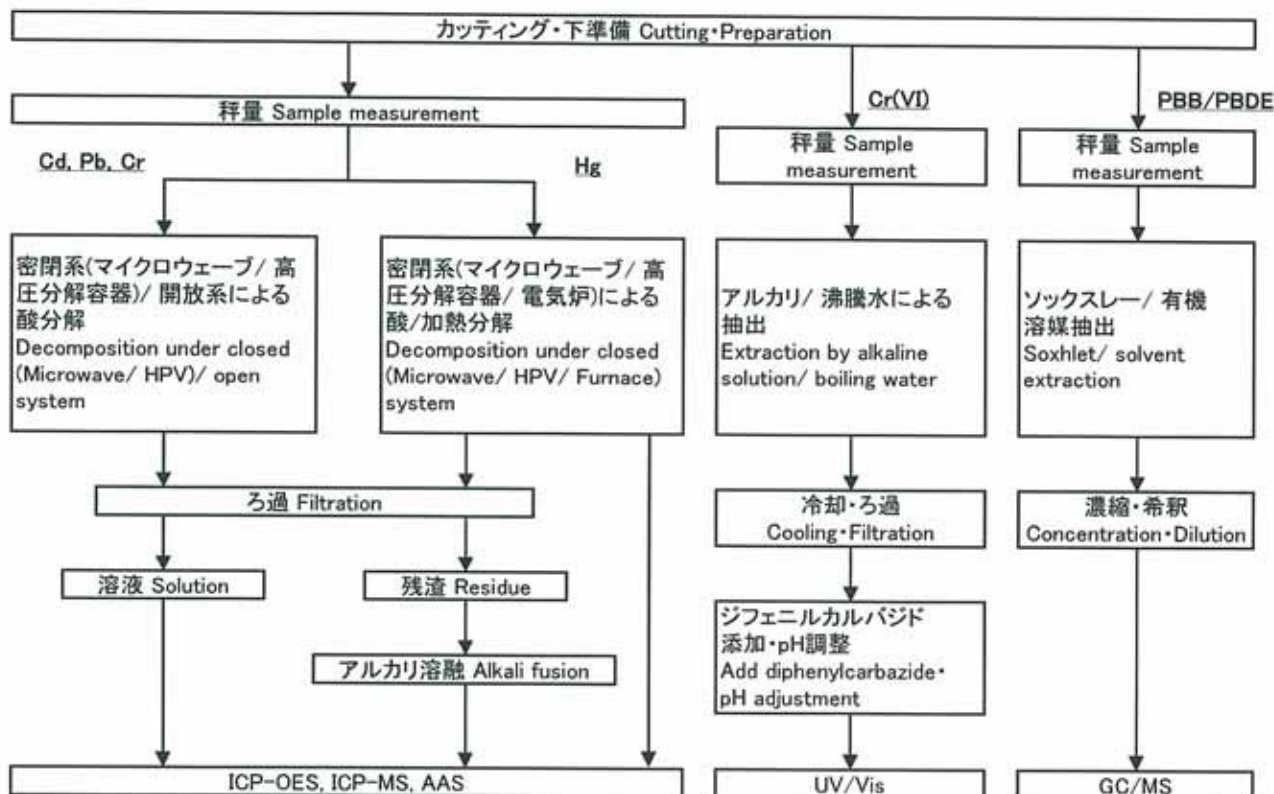 カッティング・下準備 Cutting・Preparation
秤量 Sample measurement
Cd, Pb, Cr
Hg
密閉系(マイクロウェーブ/ 高
圧分解容器)/ 開放系による
酸分解
Decomposition under closed
(Microwave/ HPV)/ open
system
密閉系(マイクロウェーブ/ 高
圧分解容器/ 電気炉)による
酸/加熱分解
Decomposition under closed
(Microwave/ HPV/ Furnace)
system
ろ過 Filtration
溶液 Solution
残渣 Residue
アルカリ溶融 Alkali fusion
ICP-OES, ICP-MS, AAS
Cr(VI)
秤量 Sample
measurement
アルカリ/ 沸騰水による
抽出
Extraction by alkaline
solution/ boiling water
冷却・ろ過
Cooling・Filtration
ジフェニルカルバジド
添加・pH調整
Add diphenylcarbazide・
pH adjustment
UV/Vis
PBB/PBDE
秤量 Sample
measurement
ソックスレー/ 有機
溶媒抽出
Soxhlet/ solvent
extraction
濃縮・希釈
Concentration・Dilution
GC/MS